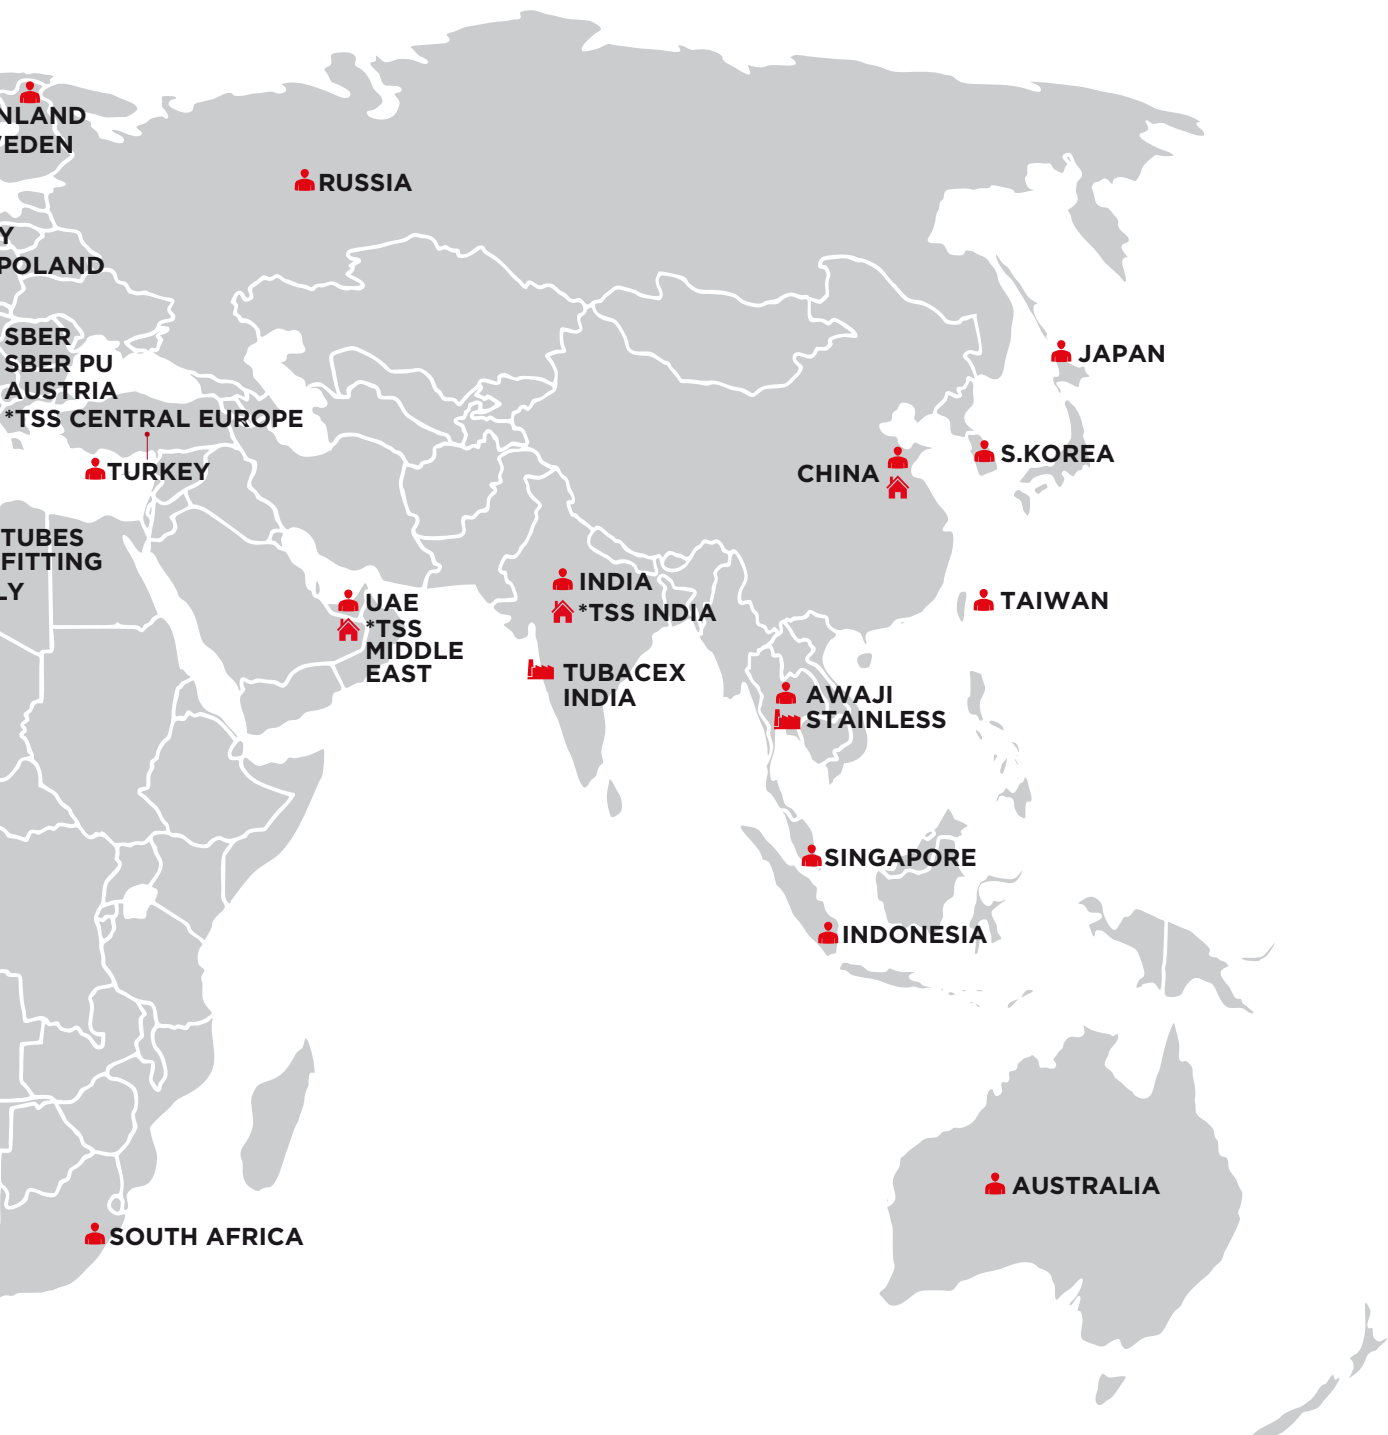 NLAND
EDEN
RUSSIA
Y
POLAND
SBER
SBER PU
AUSTRIA
*TSS CENTRAL EUROPE
TURKEY
JAPAN
S.KOREA
CHINA
TUBES
FITTING
LY
UAE
*TSS
MIDDLE
EAST
INDIA
*TSS INDIA
TUBACEX
INDIA
TAIWAN
AWAJI
STAINLESS
SINGAPORE
INDONESIA
AUSTRALIA
SOUTH AFRICA